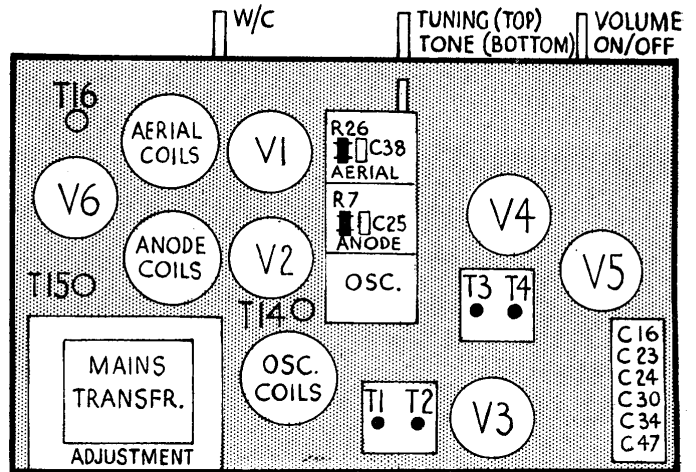 W/C
TUNING (TOP)
TONE (BOTTOM)
VOLUME
ON/OFF
T16
AERIAL
COILS
V1
R26
C38
AERIAL
V6
R7
C25
ANODE
V4
ANODE
COILS
V2
OSC.
V5
T15
T14
T3 T4
MAINS
TRANSFR.
ADJUSTMENT
OSC.
COILS
T1 T2
V3
C16
C23
C24
C30
C34
C47